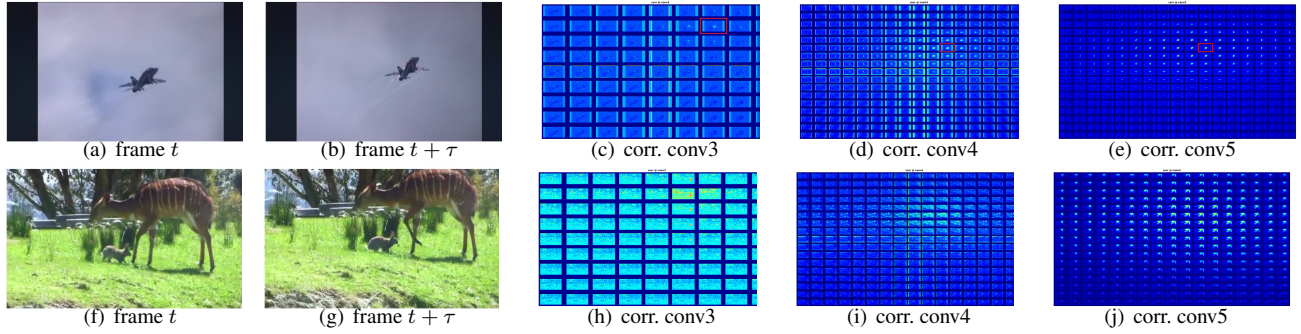 (a) frame t
(b) frame t + τ
(c) corr. conv3
(d) corr. conv4
(e) corr. conv5
(f) frame t
(g) frame t + τ
(h) corr. conv3
(i) corr. conv4
(j) corr. conv5